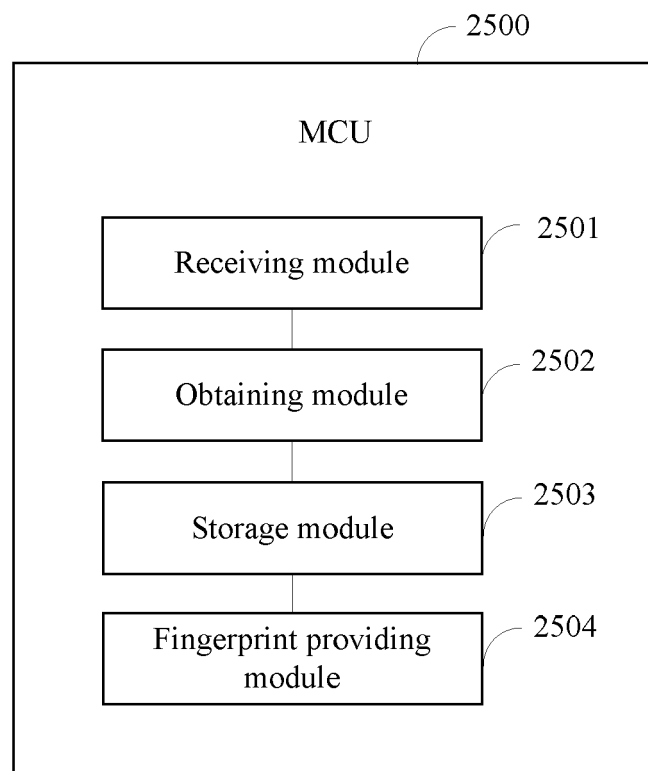 2500
MCU
2501
Receiving module
2502
Obtaining module
2503
Storage module
2504
Fingerprint providing
module